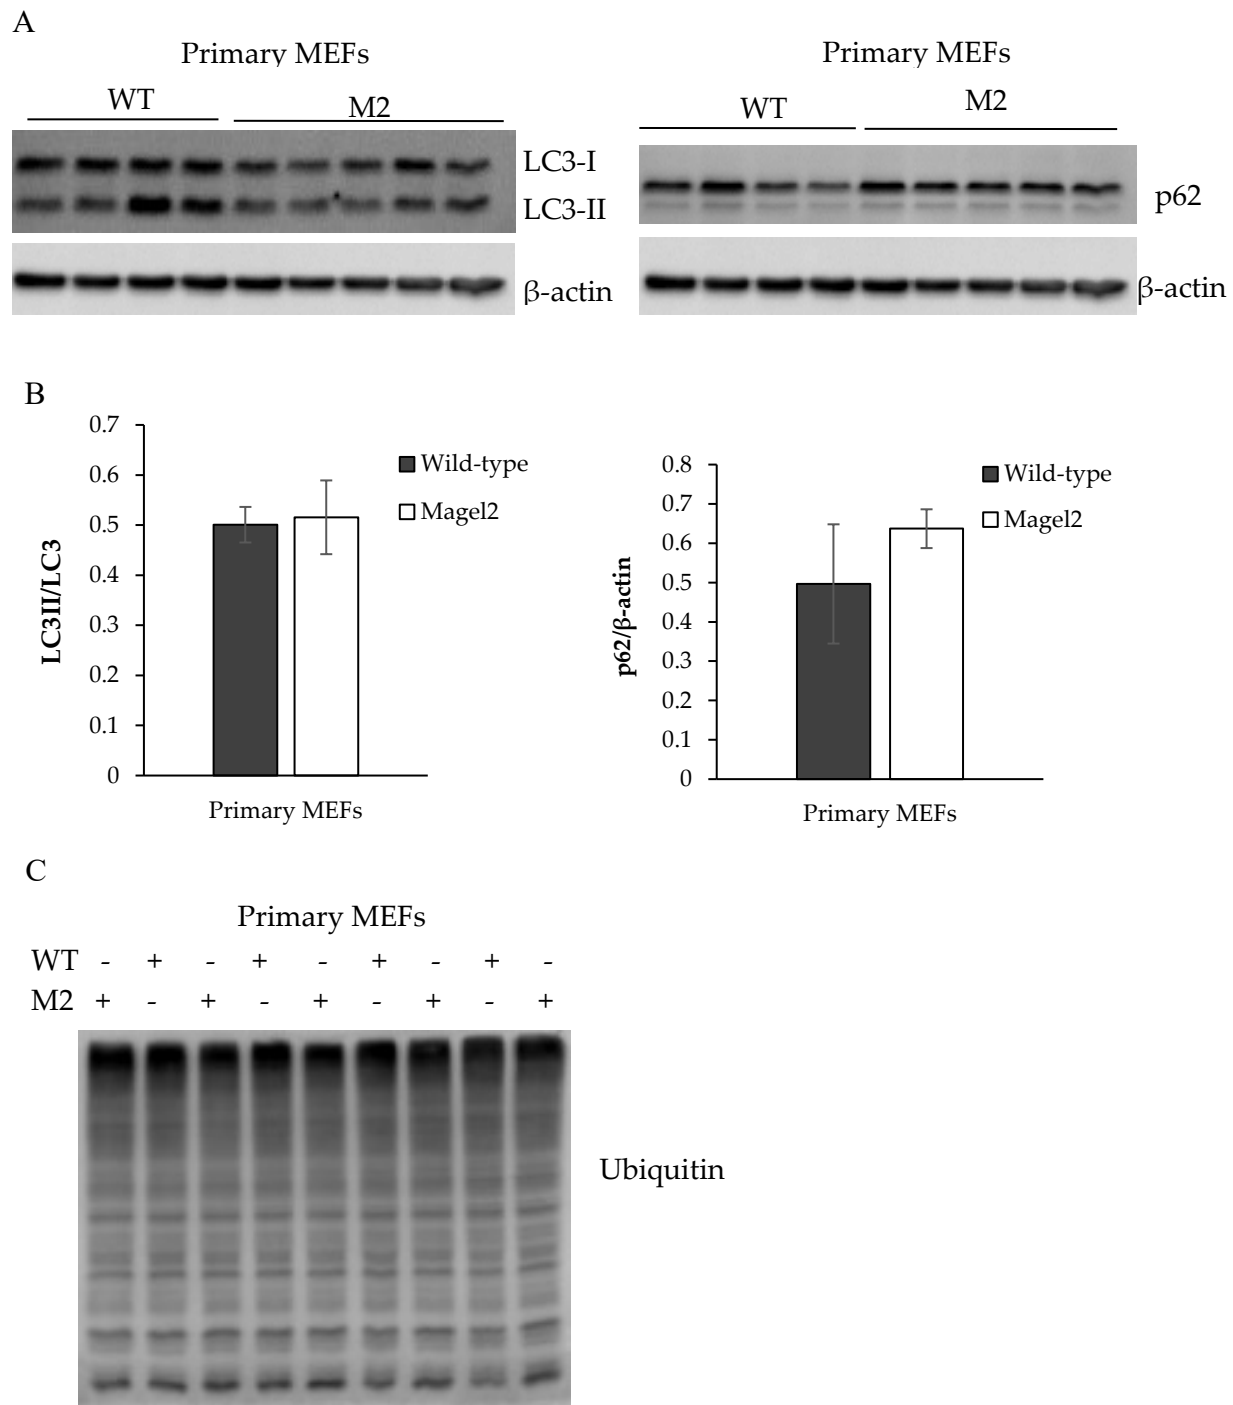 A
Primary MEFs
WT
M2
LC3-I
LC3-II
β-actin
Primary MEFs
WT
M2
p62
β-actin
B
LC3II/LC3
0.7
0.6
0.5
0.4
0.3
0.2
0.1
0
Wild-type
Magel2
Primary MEFs
p62/β-actin
0.8
0.7
0.6
0.5
0.4
0.3
0.2
0.1
0
Wild-type
Magel2
Primary MEFs
C
Primary MEFs
WT - + - + - + - + -
M2 + - + - + - + - +
Ubiquitin